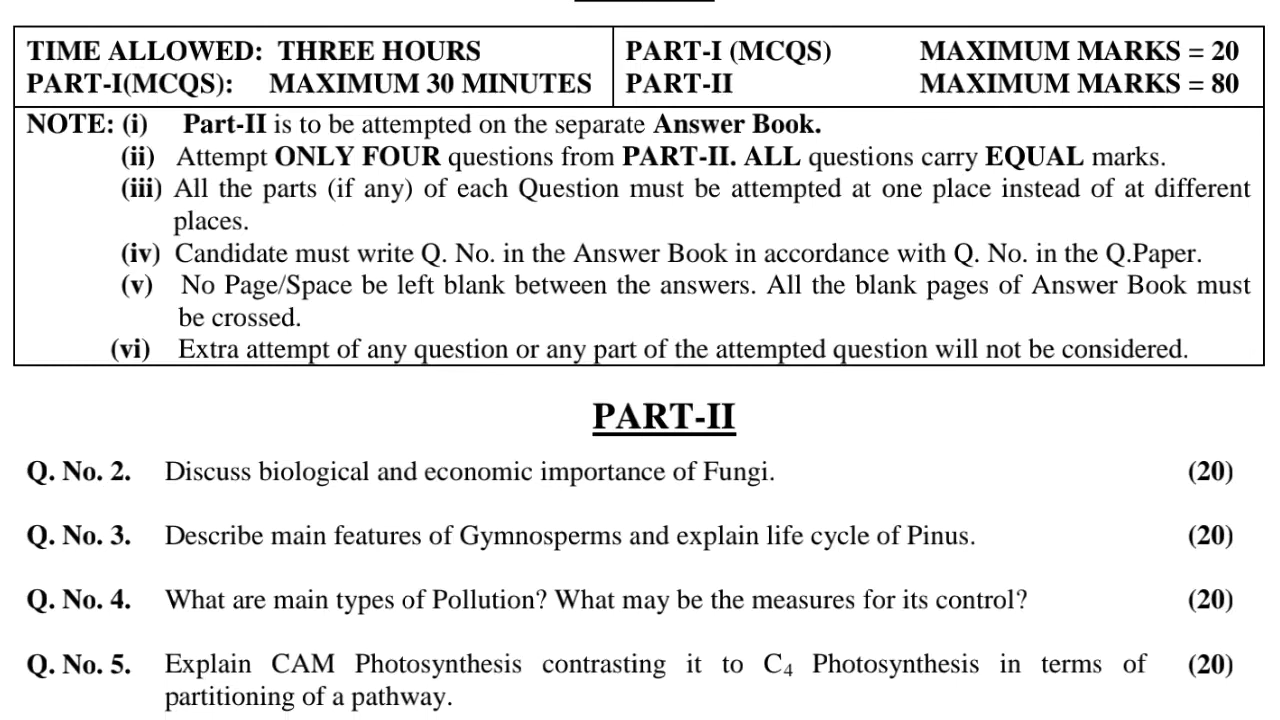 TIME ALLOWED: THREE HOURS
PART-I(MCQS): MAXIMUM 30 MINUTES
PART-I (MCQS) MAXIMUM MARKS = 20
PART-II MAXIMUM MARKS = 80
NOTE: (i) Part-II is to be attempted on the separate Answer Book.
(ii) Attempt ONLY FOUR questions from PART-II. ALL questions carry EQUAL marks.
(iii) All the parts (if any) of each Question must be attempted at one place instead of at different
places.
(iv) Candidate must write Q. No. in the Answer Book in accordance with Q. No. in the Q.Paper.
(v) No Page/Space be left blank between the answers. All the blank pages of Answer Book must
be crossed.
(vi) Extra attempt of any question or any part of the attempted question will not be considered.
PART-II
Q. No. 2. Discuss biological and economic importance of Fungi. (20)
Q. No. 3. Describe main features of Gymnosperms and explain life cycle of Pinus. (20)
Q. No. 4. What are main types of Pollution? What may be the measures for its control? (20)
Q. No. 5. Explain CAM Photosynthesis contrasting it to C₄ Photosynthesis in terms of (20)
partitioning of a pathway.